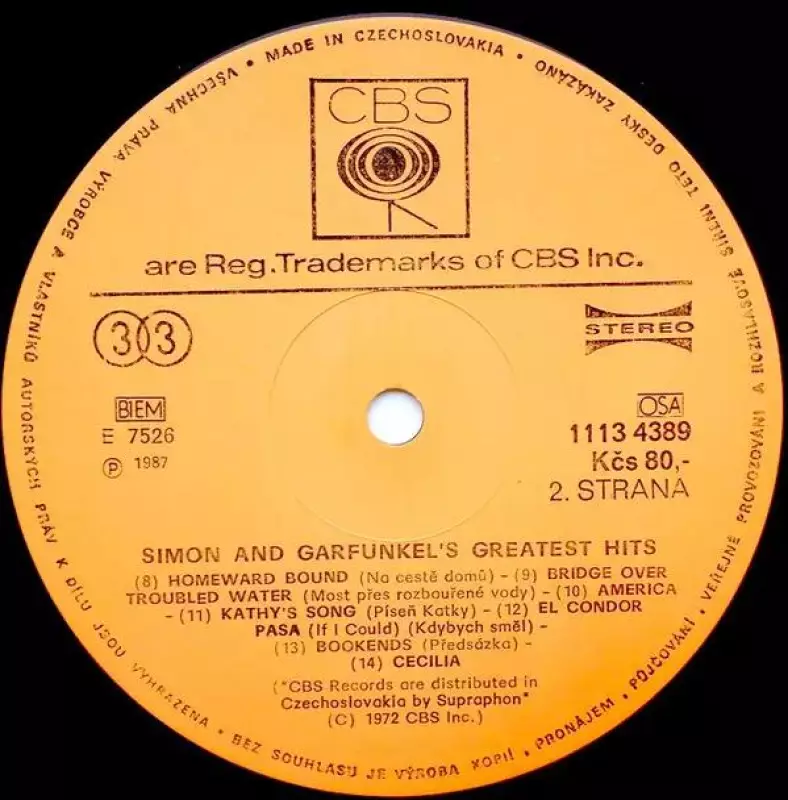 • MADE IN CZECHOSLOVAKIA •
VŠECHNA PRÁVA VÝROBCE A VLASTNÍKŮ AUTORSKÝCH PRÁV K DÍLU JSOU VYHRAZENA • BEZ SOUHLASU JE VÝROBA KOPIÍ • PRONÁJEM • PŮJČOVÁNÍ • VEŘEJNÉ PROVOZOVÁNÍ A ROZHLASOVÉ ŠÍŘENÍ TÉTO DESKY ZAKÁZÁNO
CBS
are Reg.Trademarks of CBS Inc.
33
STEREO
BIEM
OSA
E 7526
1113 4389
Ⓟ 1987
Kčs 80,-
2. STRANA
SIMON AND GARFUNKEL'S GREATEST HITS
(8) HOMEWARD BOUND (Na cestě domů) - (9) BRIDGE OVER
TROUBLED WATER (Most přes rozbouřené vody) - (10) AMERICA
- (11) KATHY'S SONG (Píseň Katky) - (12) EL CONDOR
PASA (If I Could) (Kdybych směl) -
(13) BOOKENDS (Předsázka) -
(14) CECILIA
("CBS Records are distributed in
Czechoslovakia by Supraphon"
(C) 1972 CBS Inc.)